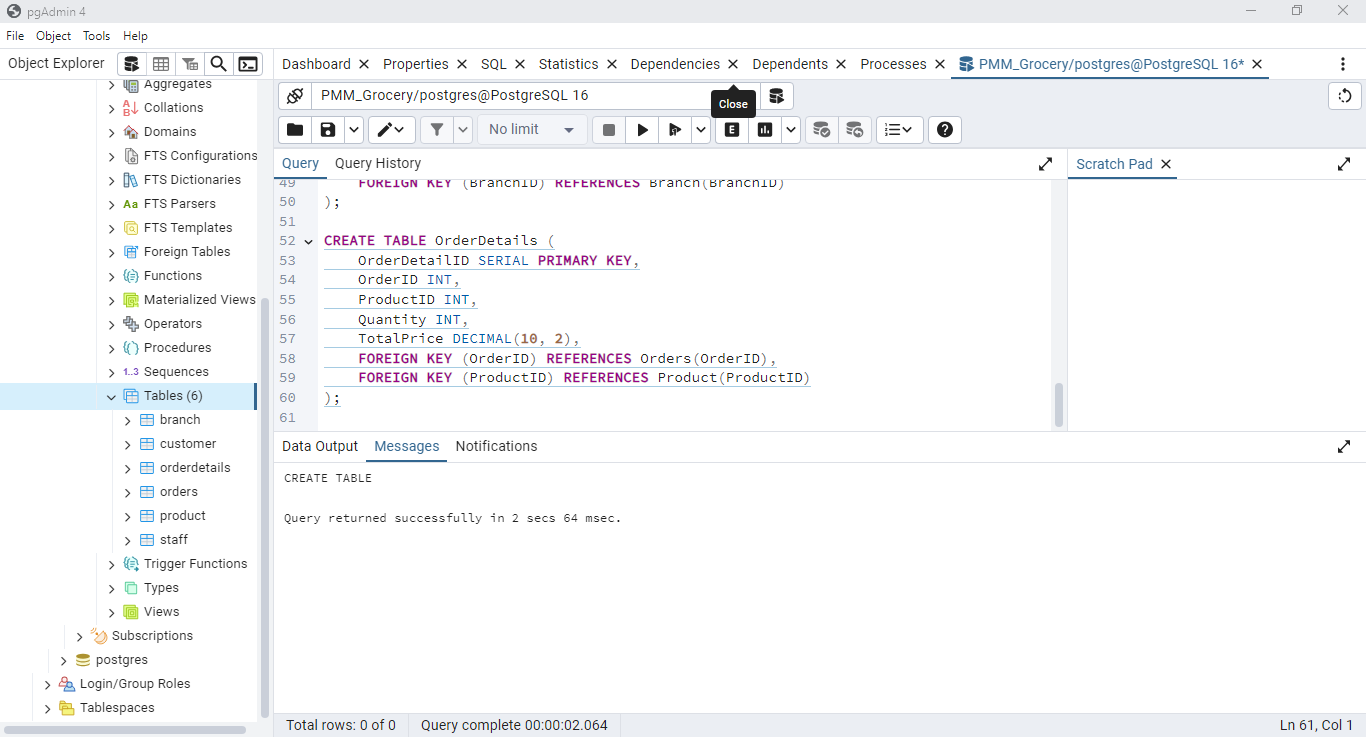 pgAdmin 4
File Object Tools Help
Object Explorer
Dashboard Properties SQL Statistics Dependencies Dependents Processes PMM_Grocery/postgres@PostgreSQL 16*
PMM_Grocery/postgres@PostgreSQL 16
Close
No limit
E
Query Query History
Scratch Pad
Aggregates
Collations
Domains
FTS Configurations
FTS Dictionaries
Aa FTS Parsers
FTS Templates
Foreign Tables
Functions
Materialized Views
Operators
Procedures
1..3 Sequences
Tables (6)
branch
customer
orderdetails
orders
product
staff
Trigger Functions
Types
Views
Subscriptions
postgres
Login/Group Roles
Tablespaces
49 FOREIGN KEY (BranchID) REFERENCES Branch(BranchID)
50 );
51
52 CREATE TABLE OrderDetails (
53 OrderDetailID SERIAL PRIMARY KEY,
54 OrderID INT,
55 ProductID INT,
56 Quantity INT,
57 TotalPrice DECIMAL(10, 2),
58 FOREIGN KEY (OrderID) REFERENCES Orders(OrderID),
59 FOREIGN KEY (ProductID) REFERENCES Product(ProductID)
60 );
61
Data Output Messages Notifications
CREATE TABLE
Query returned successfully in 2 secs 64 msec.
Total rows: 0 of 0 Query complete 00:00:02.064 Ln 61, Col 1